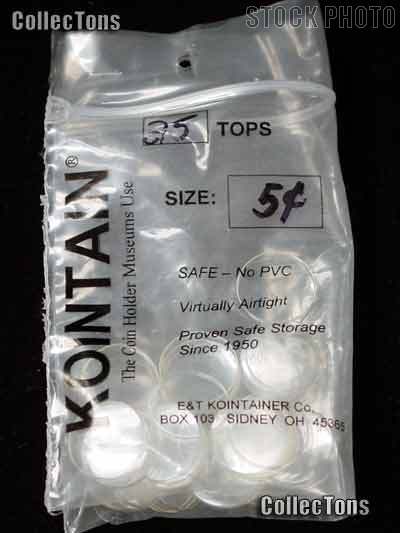 CollecTons
STOCK PHOTO
35 TOPS
SIZE: 5¢
KOINTAIN®
The Coin Holder Museums Use
SAFE – No PVC
Virtually Airtight
Proven Safe Storage
Since 1950
E&T KOINTAINER Co.
BOX 103 SIDNEY OH 45365
CollecTons